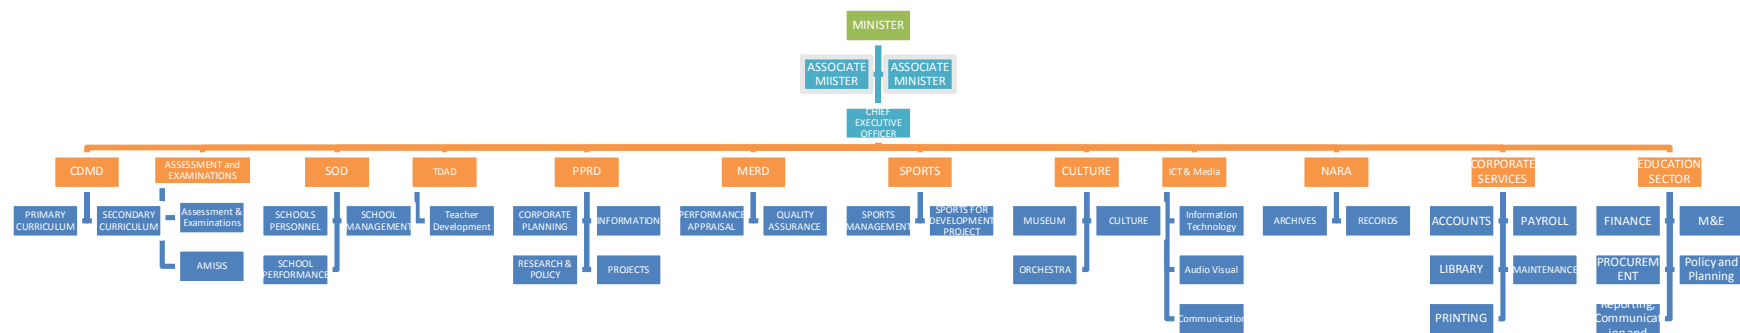 MINISTER
ASSOCIATE
MIISTER
ASSOCIATE
MINISTER
CHIEF
EXECUTIVE
OFFICER
CDMD
ASSESSMENT and
EXAMINATIONS
SOD
TDAD
PPRD
MERD
SPORTS
CULTURE
ICT & Media
NARA
CORPORATE
SERVICES
EDUCATION
SECTOR
PRIMARY
CURRICULUM
SECONDARY
CURRICULUM
Assessment &
Examinations
AMISIS
SCHOOLS
PERSONNEL
SCHOOL
MANAGEMENT
SCHOOL
PERFORMANCE
Teacher
Development
CORPORATE
PLANNING
INFORMATION
RESEARCH &
POLICY
PROJECTS
PERFORMANCE
APPRAISAL
QUALITY
ASSURANCE
SPORTS
MANAGEMENT
SPORTS FOR
DEVELOPMENT
PROJECT
MUSEUM
CULTURE
ORCHESTRA
Information
Technology
Audio Visual
Communication
ARCHIVES
RECORDS
ACCOUNTS
PAYROLL
LIBRARY
MAINTENANCE
PRINTING
FINANCE
M&E
PROCUREM
ENT
Policy and
Planning
Reporting,
Communicat
ion and